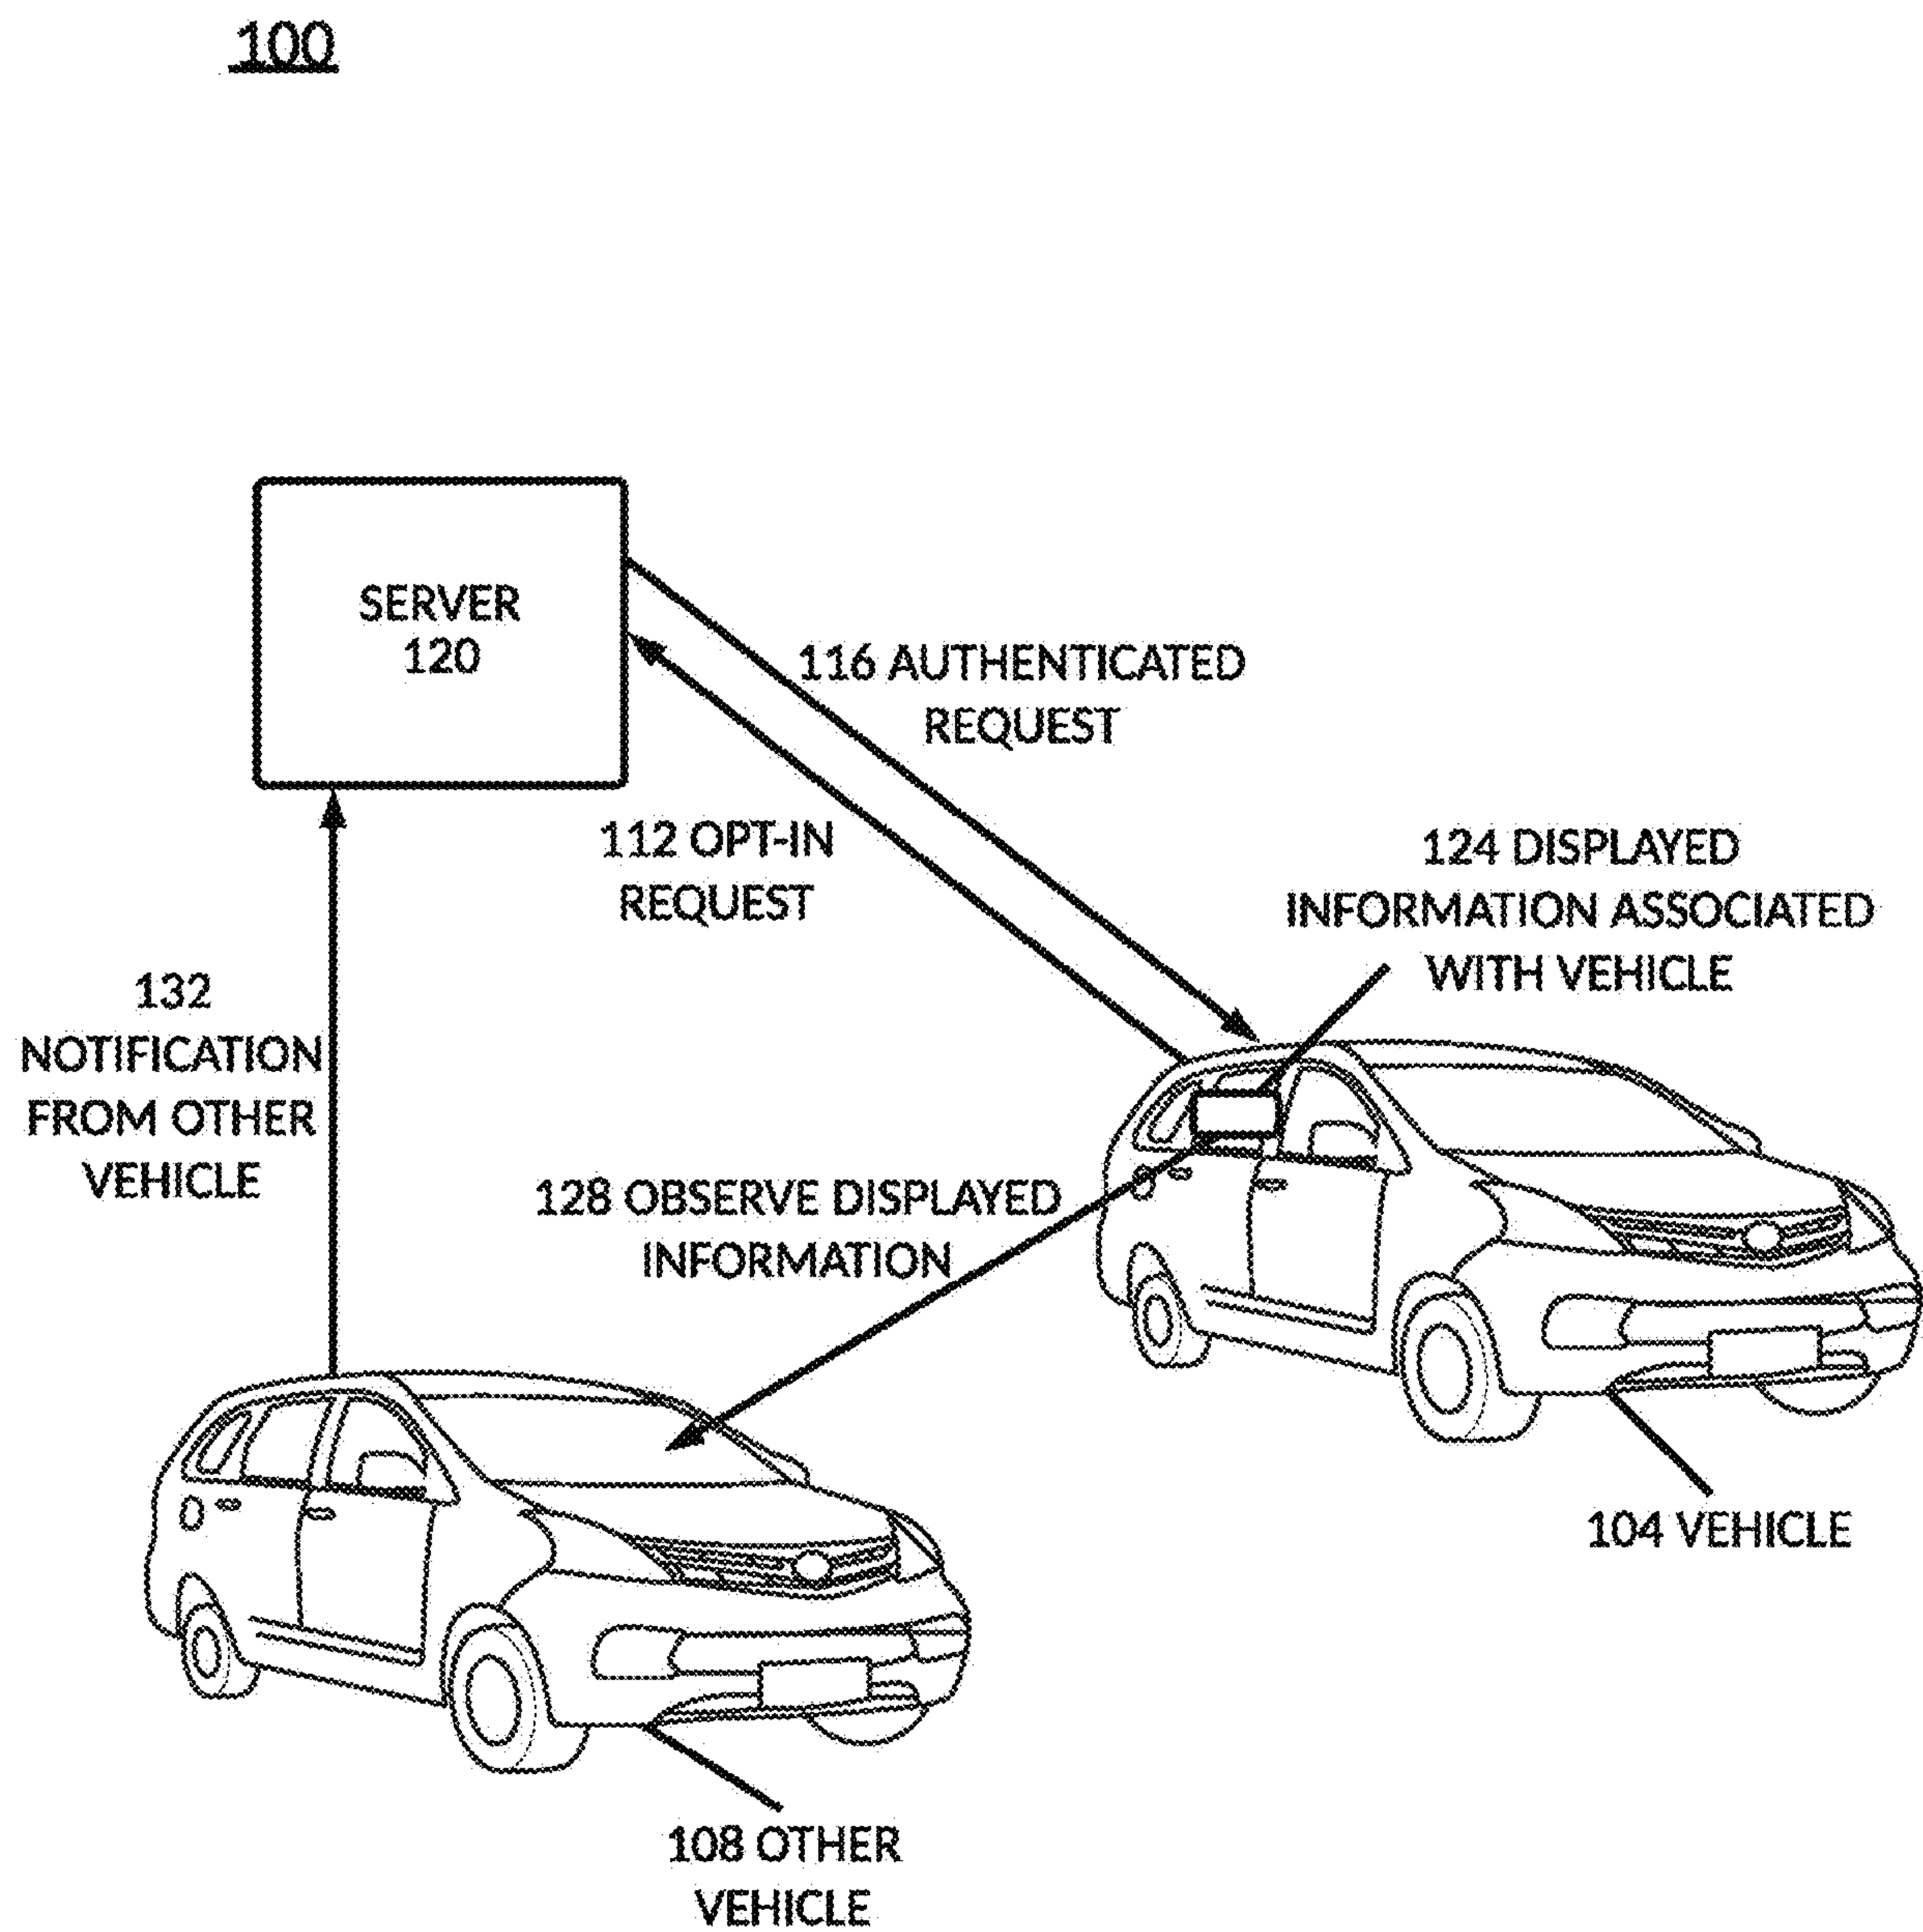 100
SERVER
120
116 AUTHENTICATED
REQUEST
112 OPT-IN
REQUEST
124 DISPLAYED
INFORMATION ASSOCIATED
WITH VEHICLE
132
NOTIFICATION
FROM OTHER
VEHICLE
128 OBSERVE DISPLAYED
INFORMATION
104 VEHICLE
108 OTHER
VEHICLE